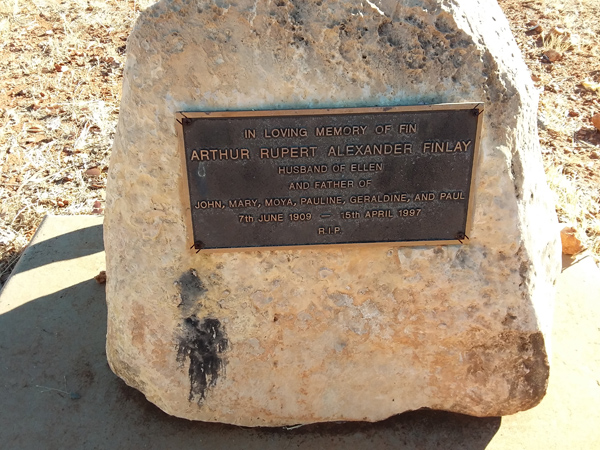 IN LOVING MEMORY OF FIN
ARTHUR RUPERT ALEXANDER FINLAY
HUSBAND OF ELLEN
AND FATHER OF
JOHN, MARY, MOYA, PAULINE, GERALDINE, AND PAUL
7th JUNE 1909 — 15th APRIL 1997
R.I.P.